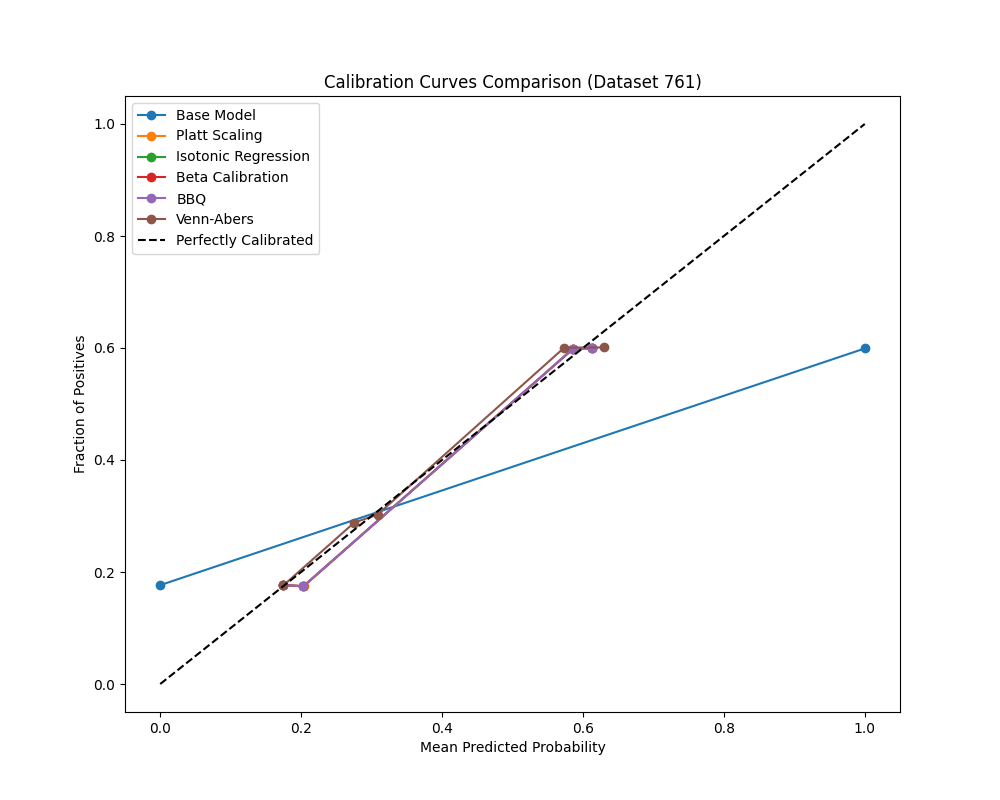 Calibration Curves Comparison (Dataset 761)
Base Model
Platt Scaling
Isotonic Regression
Beta Calibration
BBQ
Venn-Abers
Perfectly Calibrated
Fraction of Positives
1.0
0.8
0.6
0.4
0.2
0.0
0.0 0.2 0.4 0.6 0.8 1.0
Mean Predicted Probability